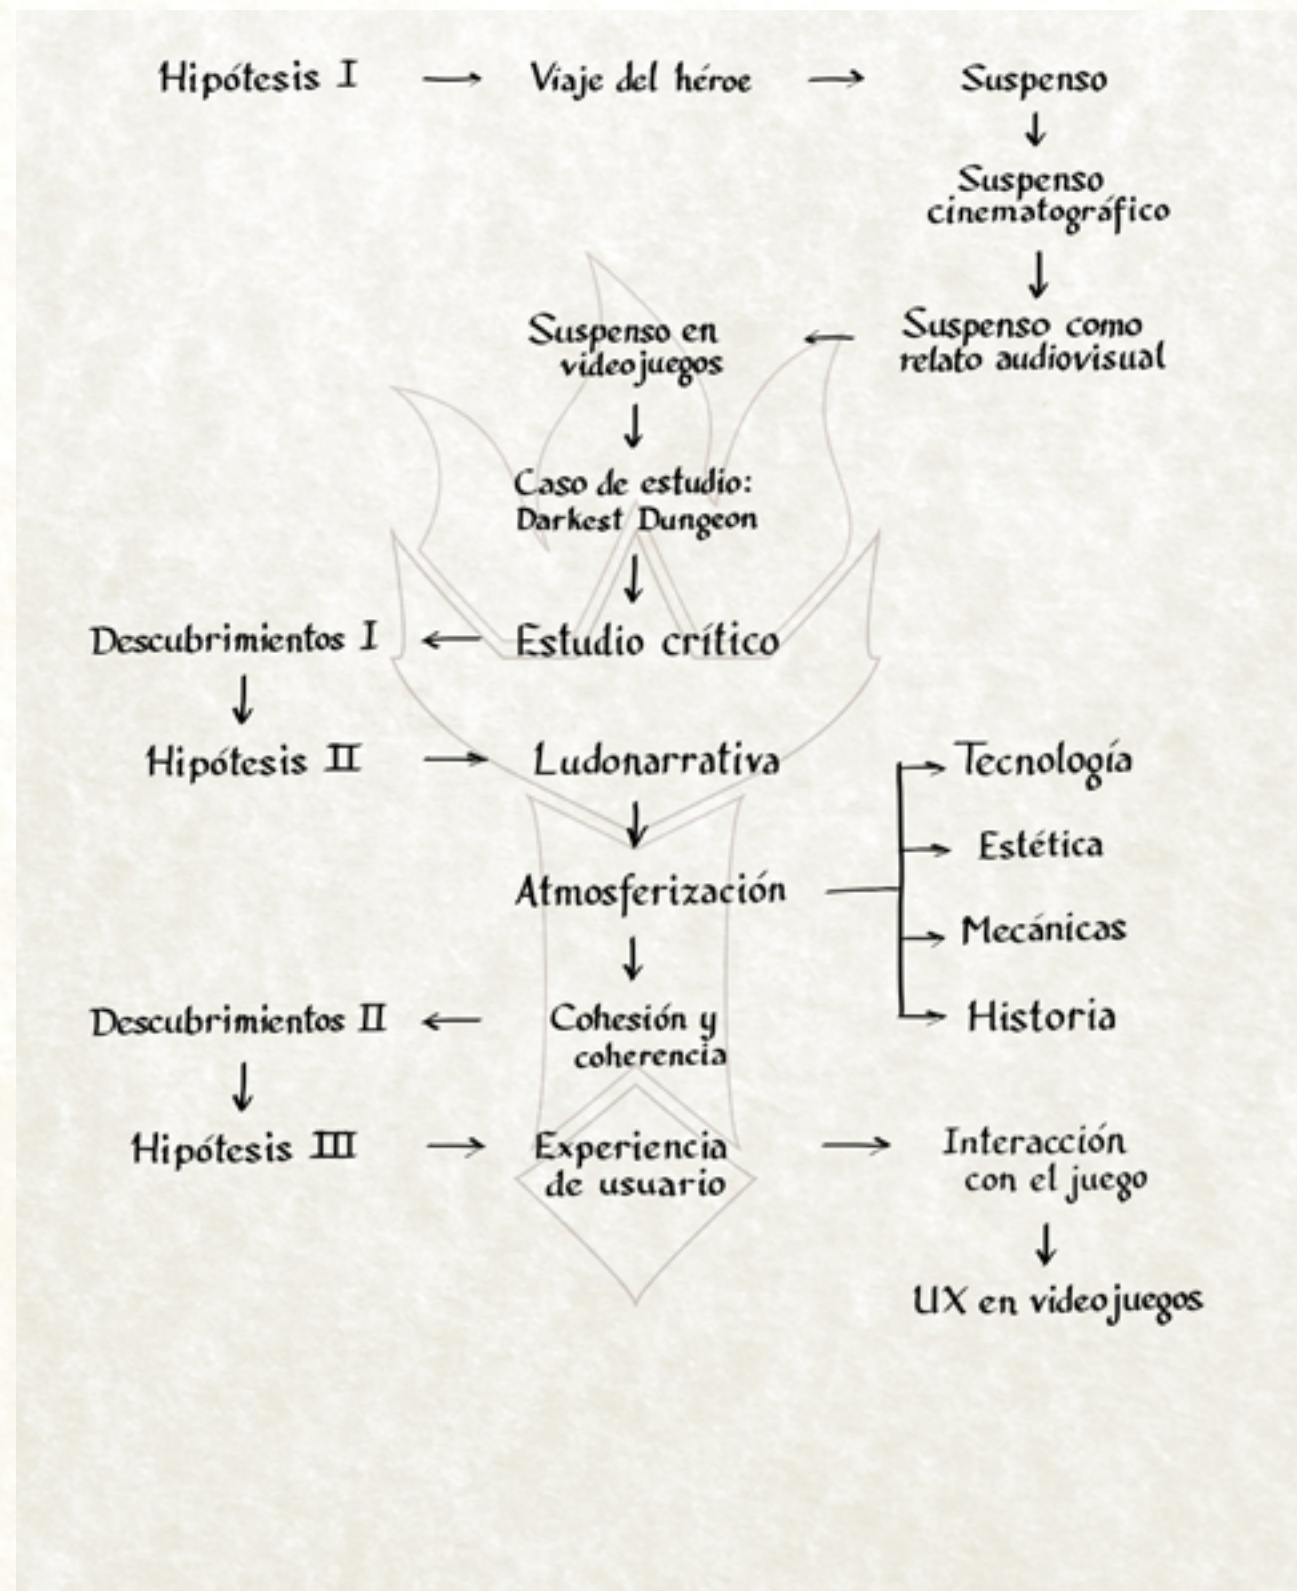 Hipótesis I → Viaje del héroe → Suspenso
↓
Suspenso
cinematográfico
↓
Suspenso en
videojuegos
←
Suspenso como
relato audiovisual
↓
Caso de estudio:
Darkest Dungeon
↓
Descubrimientos I ← Estudio crítico
↓
Hipótesis II → Ludonarrativa
↓
Atmosferización
→ Tecnología
→ Estética
→ Mecánicas
→ Historia
↓
Descubrimientos II ← Cohesión y
coherencia
↓
Hipótesis III → Experiencia
de usuario
→
Interacción
con el juego
↓
UX en videojuegos